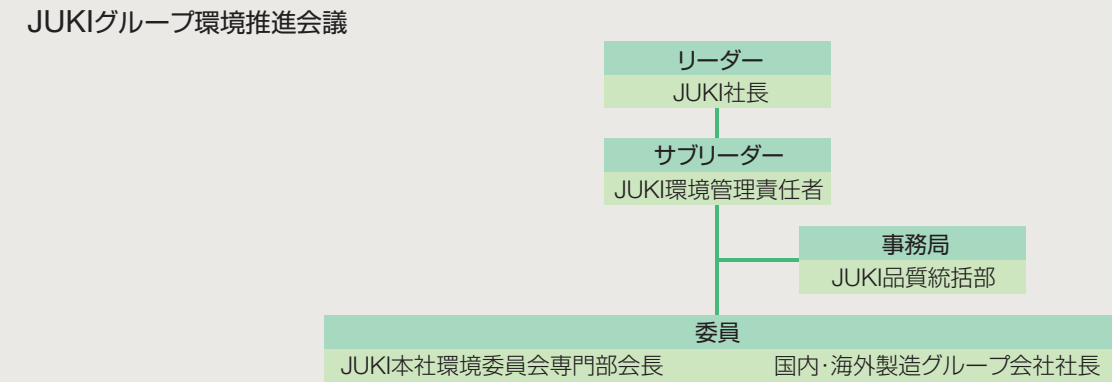 JUKIグループ環境推進会議
リーダー
JUKI社長
サブリーダー
JUKI環境管理責任者
事務局
JUKI品質統括部
委員
JUKI本社環境委員会専門部会長 国内・海外製造グループ会社社長